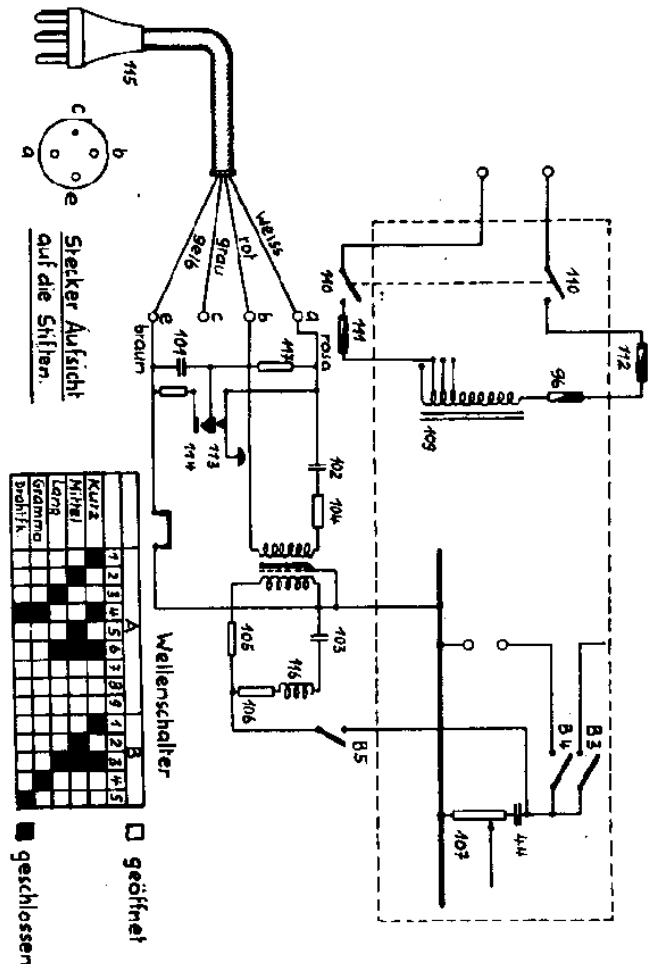 115
c
b
a
e
Stecker Aufsicht
auf die Stiften.
weiss
rot
grau
gelb
a
b
c
e
rosa
braun
110
110
111
112
96
109
101
117
114
113
102
104
103
105
116
106
B5
B4
B3
44
107
Wellenschalter
A B
1 2 3 4 5 6 7 8 9 1 2 3 4 5
Kurz
Mittel
Lang
Grammo
Drahtfk.
geöffnet
geschlossen